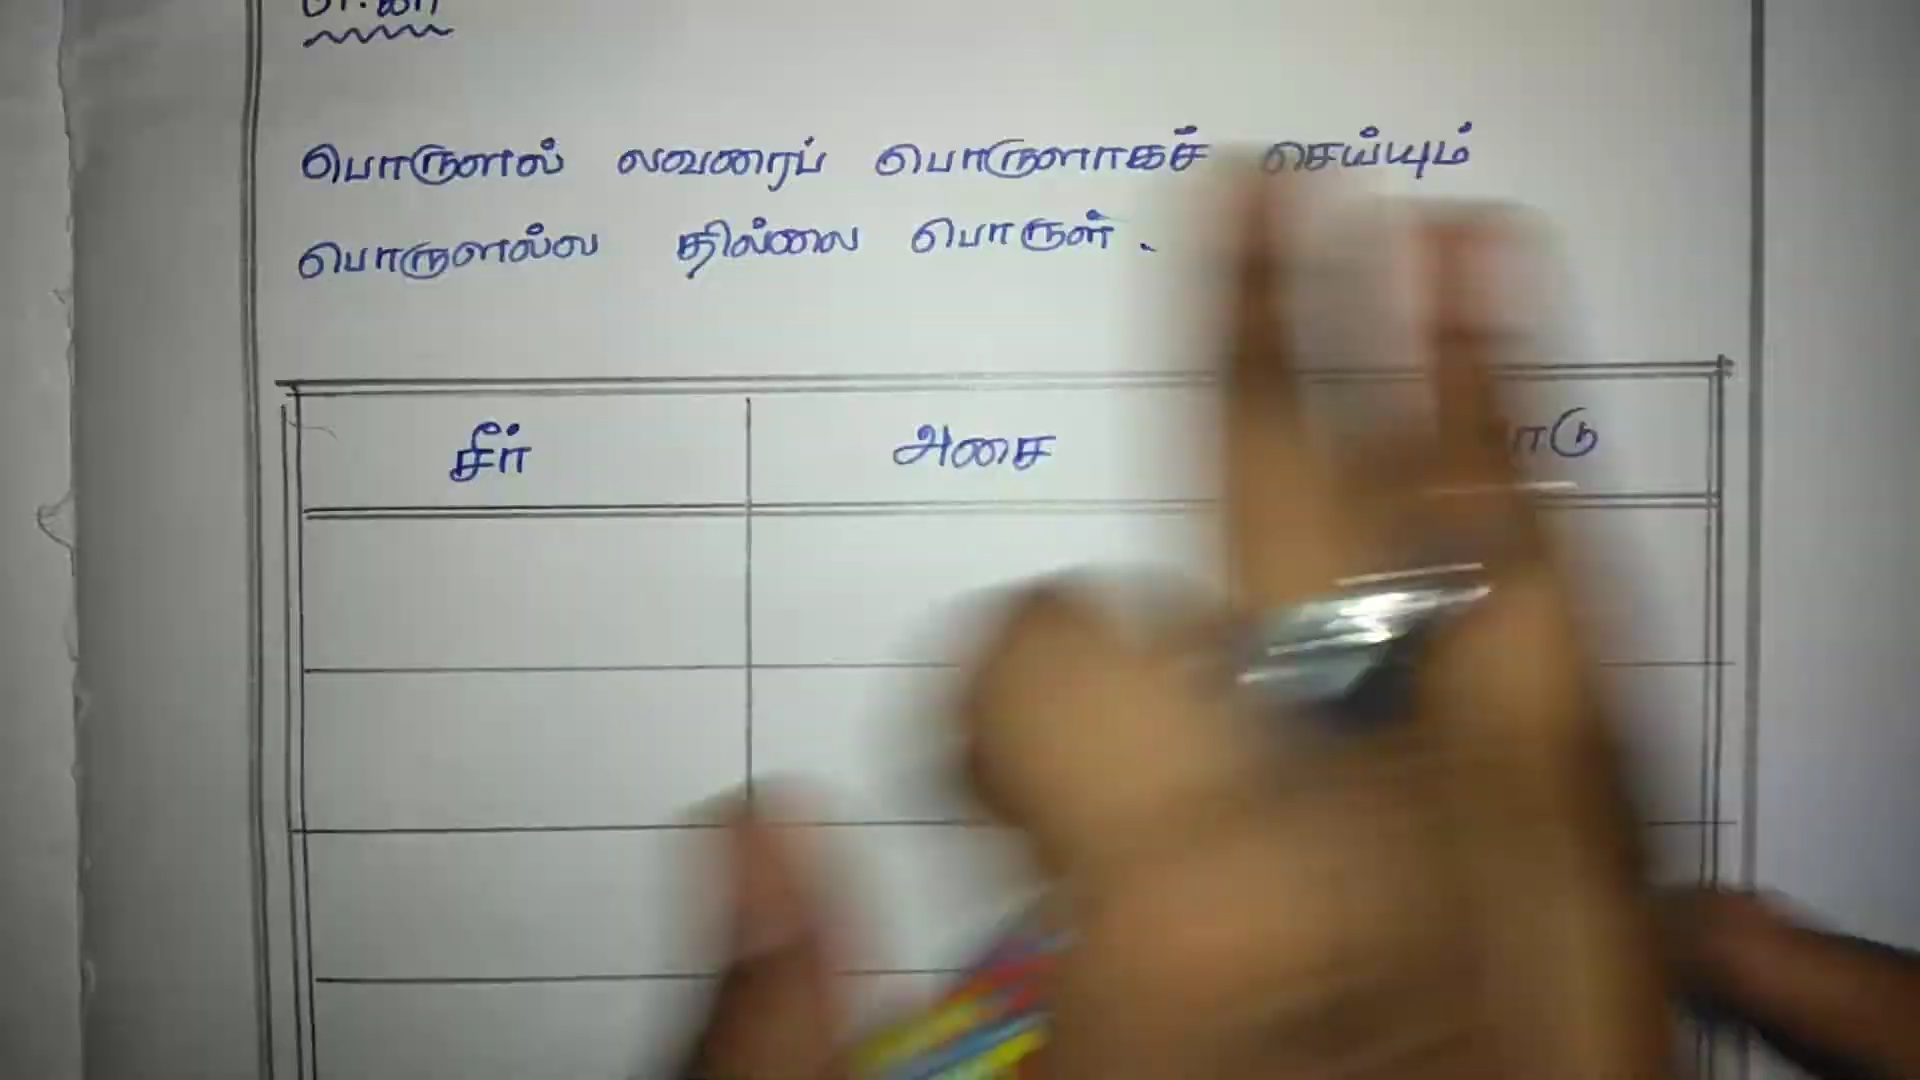 பொருளல் லவரைப் பொருளாகச் செய்யும்
பொருளல்ல தில்லை பொருள்.
சீர் அசை